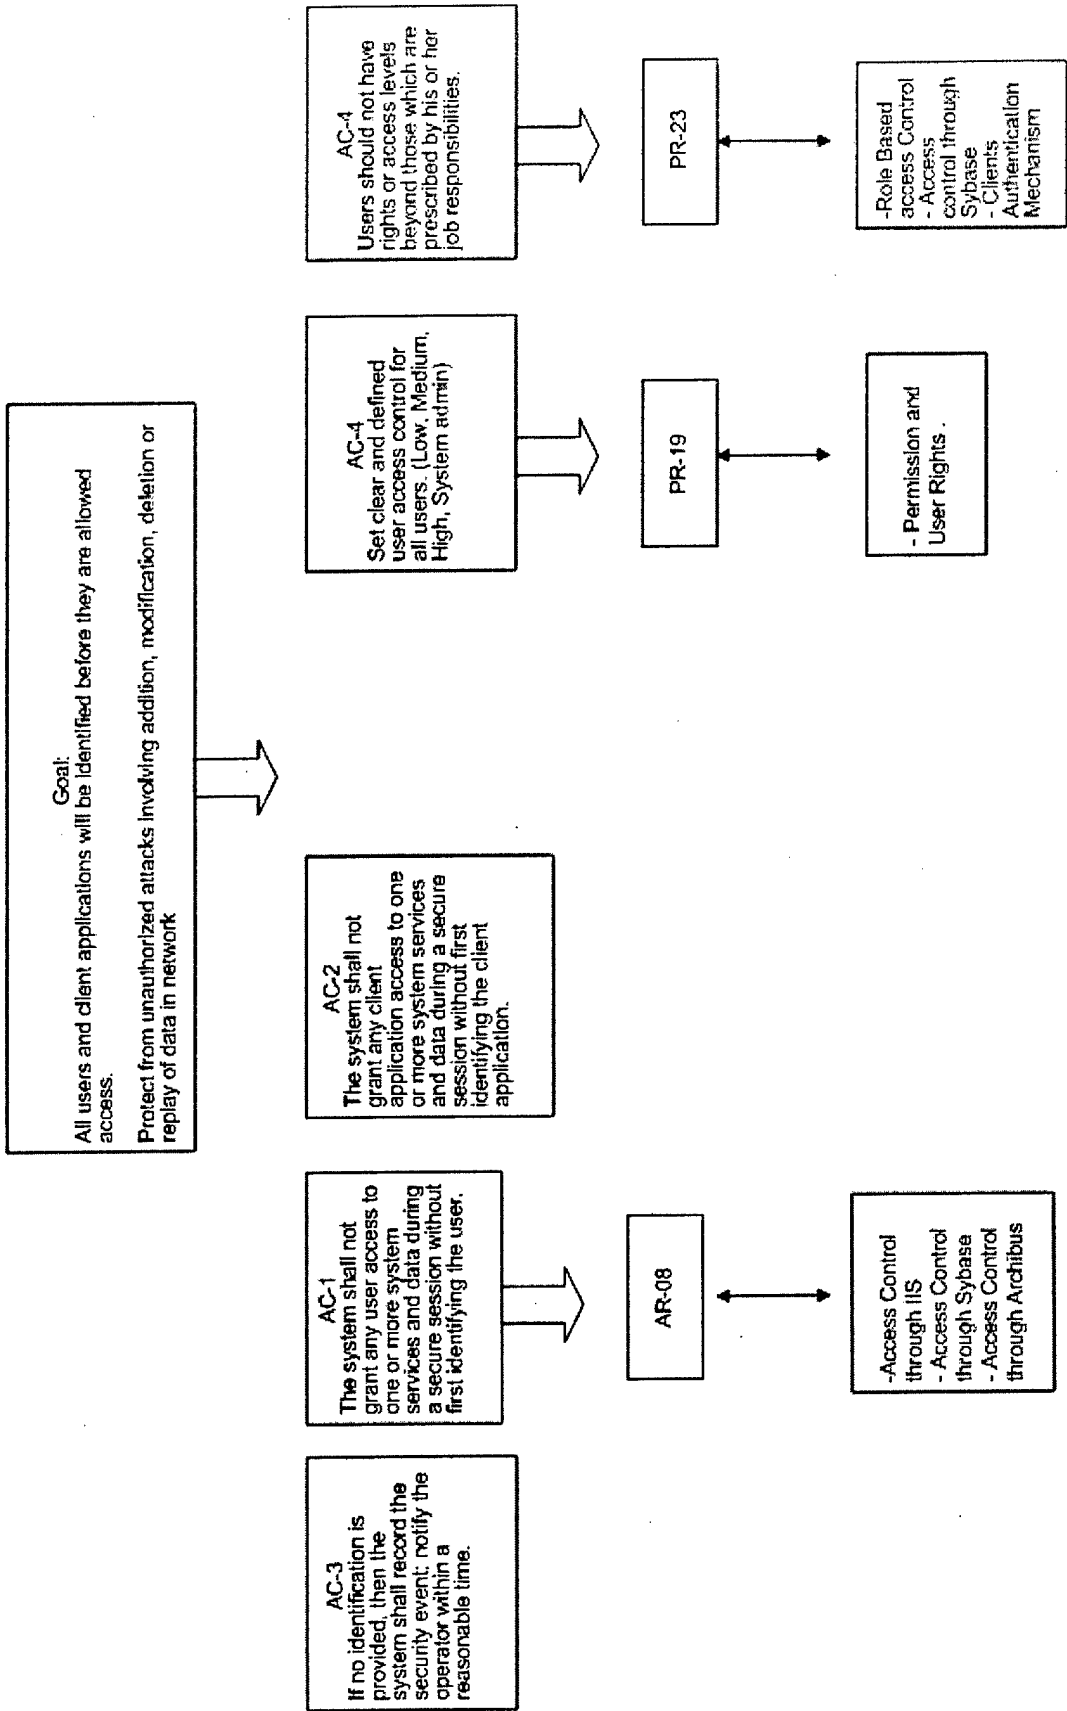 Goal:
All users and client applications will be identified before they are allowed
access.
Protect from unauthorized attacks involving addition, modification, deletion or
replay of data in network
AC-3
If no identification is
provided, then the
system shall record the
security event; notify the
operator within a
reasonable time.
AC-1
The system shall not
grant any user access to
one or more system
services and data during
a secure session without
first identifying the user.
AC-2
The system shall not
grant any client
application access to one
or more system services
and data during a secure
session without first
identifying the client
application.
AC-4
Set clear and defined
user access control for
all users. (Low, Medium,
High, System admin)
AC-4
Users should not have
rights or access levels
beyond those which are
prescribed by his or her
job responsibilities.
AR-08
PR-19
PR-23
-Access Control
through IIS
- Access Control
through Sybase
- Access Control
through Archibus
- Permission and
User Rights .
-Role Based
access Control
- Access
control through
Sybase
- Clients
Authentication
Mechanism